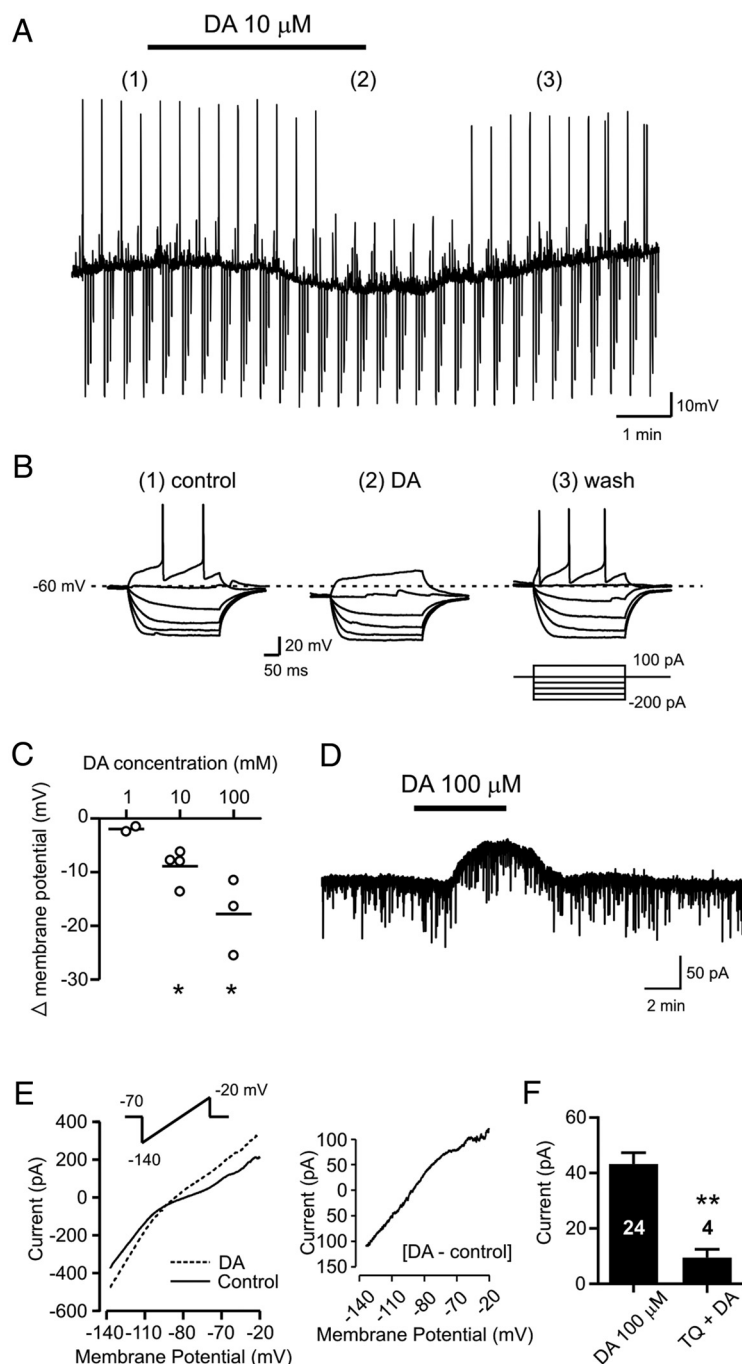 A
DA 10 μM
(1) (2) (3)
10mV
1 min
B
(1) control (2) DA (3) wash
-60 mV
20 mV
50 ms
100 pA
-200 pA
C
DA concentration (mM)
1 10 100
0
-10
-20
-30
Δ membrane potential (mV)
* *
D
DA 100 μM
50 pA
2 min
E
-70
-20 mV
-140
400
200
0
-200
-400
-600
Current (pA)
DA
Control
-140 -110 -80 -50 -20
Membrane Potential (mV)
100
50
0
50
100
150
Current (pA)
[DA - control]
-140 -110 -80 -70 -20
Membrane Potential (mV)
F
60
40
20
0
Current (pA)
**
24 4
DA 100 μM
TQ + DA